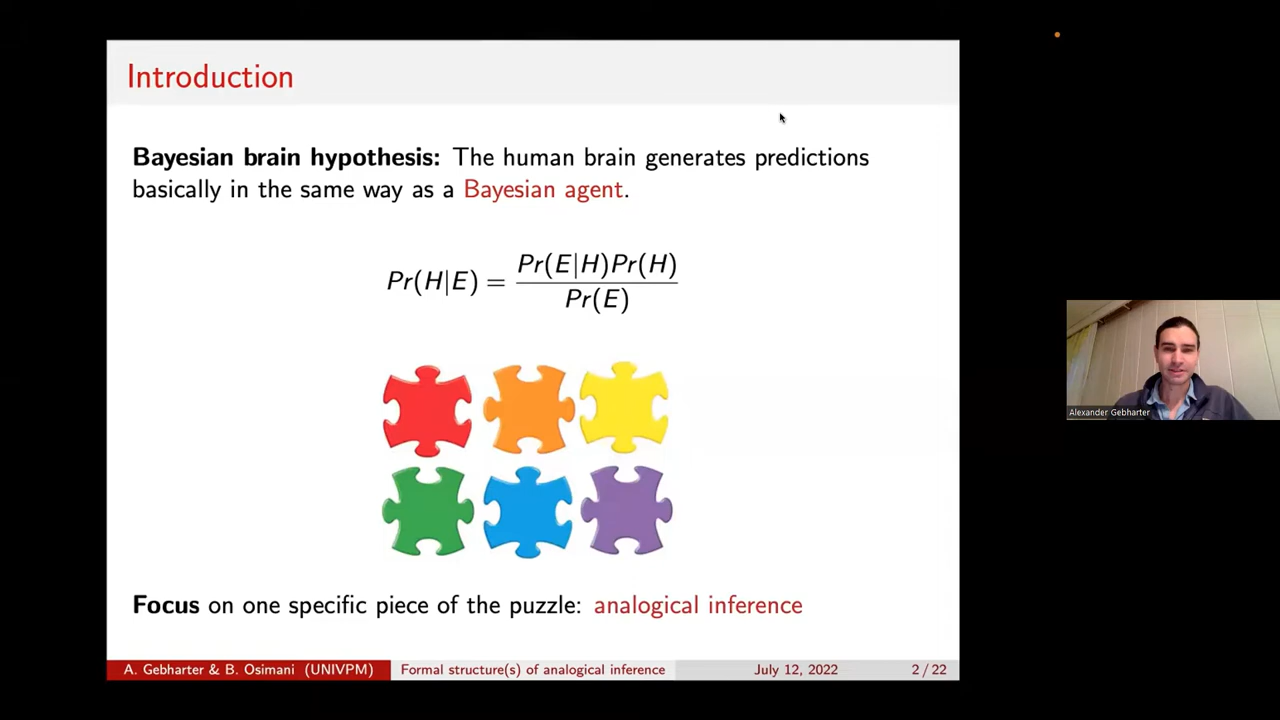 Introduction
Bayesian brain hypothesis: The human brain generates predictions
basically in the same way as a Bayesian agent.
Pr(H|E) = Pr(E|H)Pr(H) / Pr(E)
Focus on one specific piece of the puzzle: analogical inference
A. Gebharter & B. Osimani (UNIVPM) Formal structure(s) of analogical inference July 12, 2022 2 / 22
Alexander Gebharter